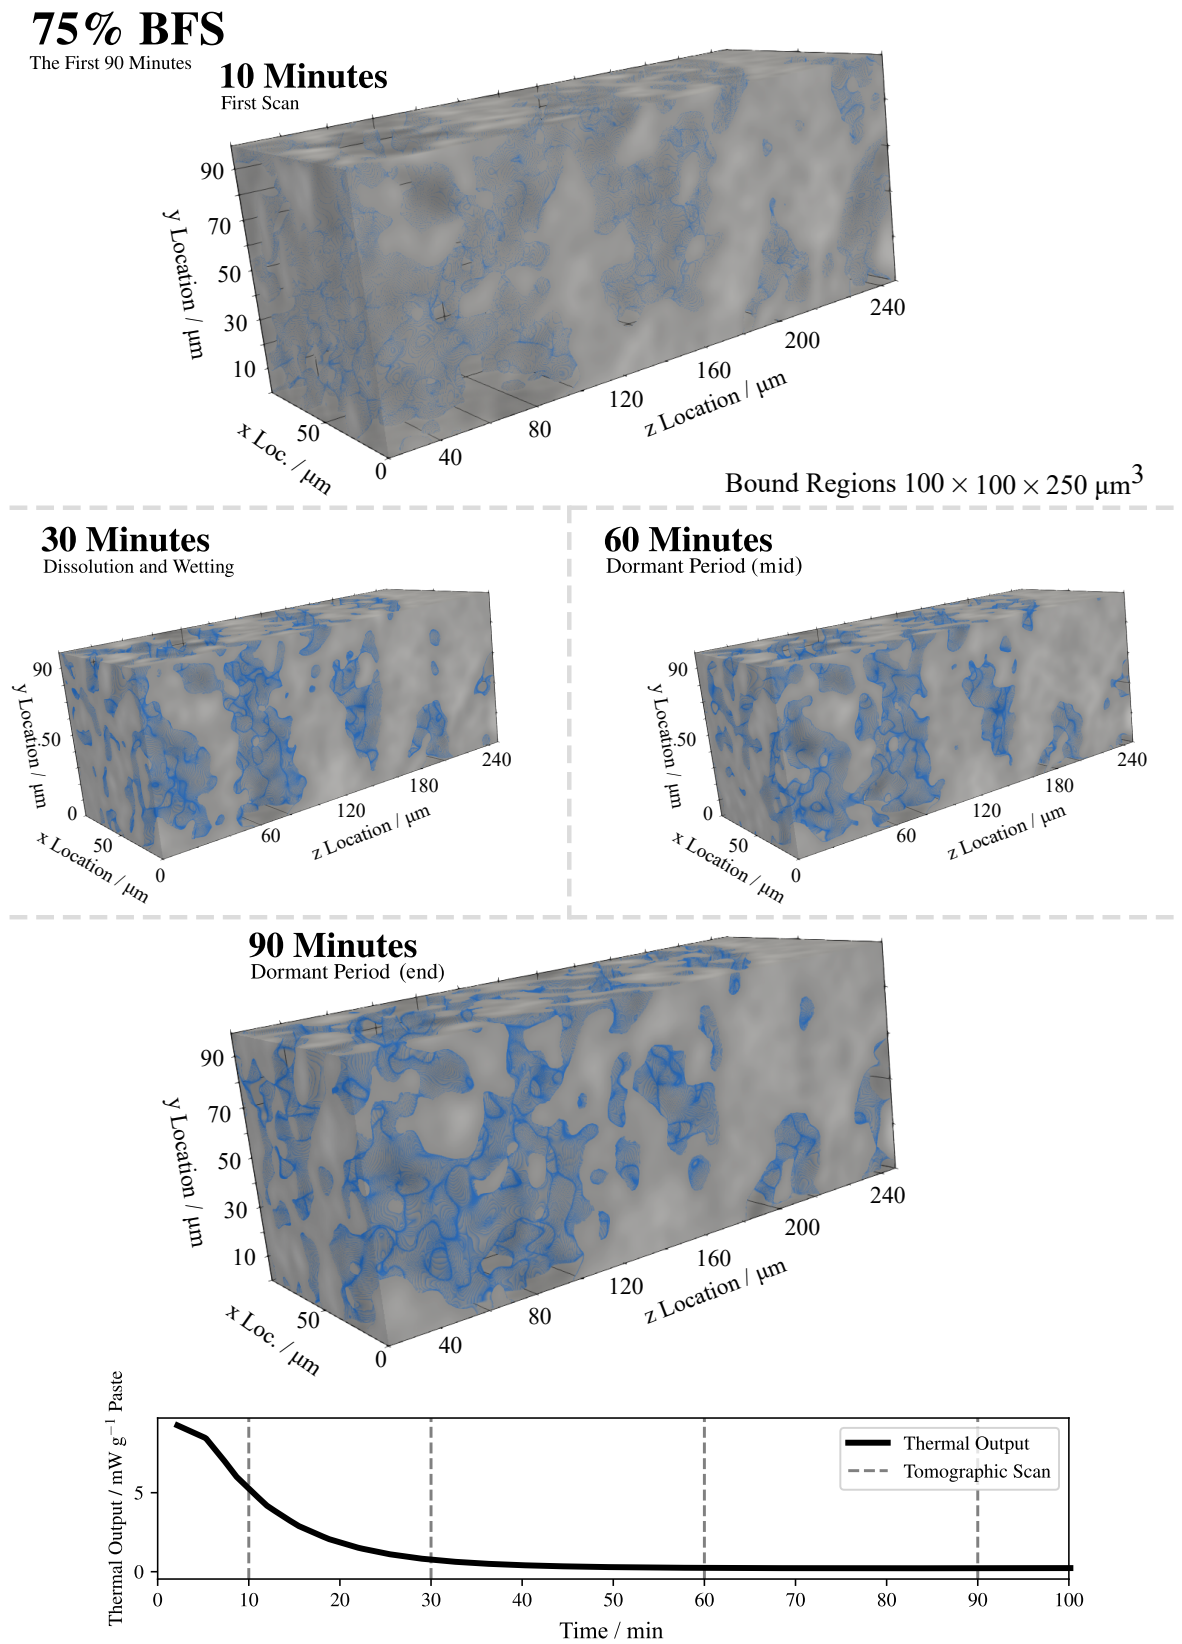 75% BFS
The First 90 Minutes
10 Minutes
First Scan
90
70
50
30
10
y Location / μm
50
0
x Loc. / μm
40
80
120
160
200
240
z Location / μm
Bound Regions 100 × 100 × 250 μm³
30 Minutes
Dissolution and Wetting
90
50
0
y Location / μm
50
0
x Location / μm
60
120
180
240
z Location / μm
60 Minutes
Dormant Period (mid)
90
50
0
y Location / μm
50
0
x Location / μm
60
120
180
240
z Location / μm
90 Minutes
Dormant Period (end)
90
70
50
30
10
y Location / μm
50
0
x Loc. / μm
40
80
120
160
200
240
z Location / μm
Thermal Output / mW g⁻¹ Paste
5
0
Thermal Output
Tomographic Scan
0 10 20 30 40 50 60 70 80 90 100
Time / min